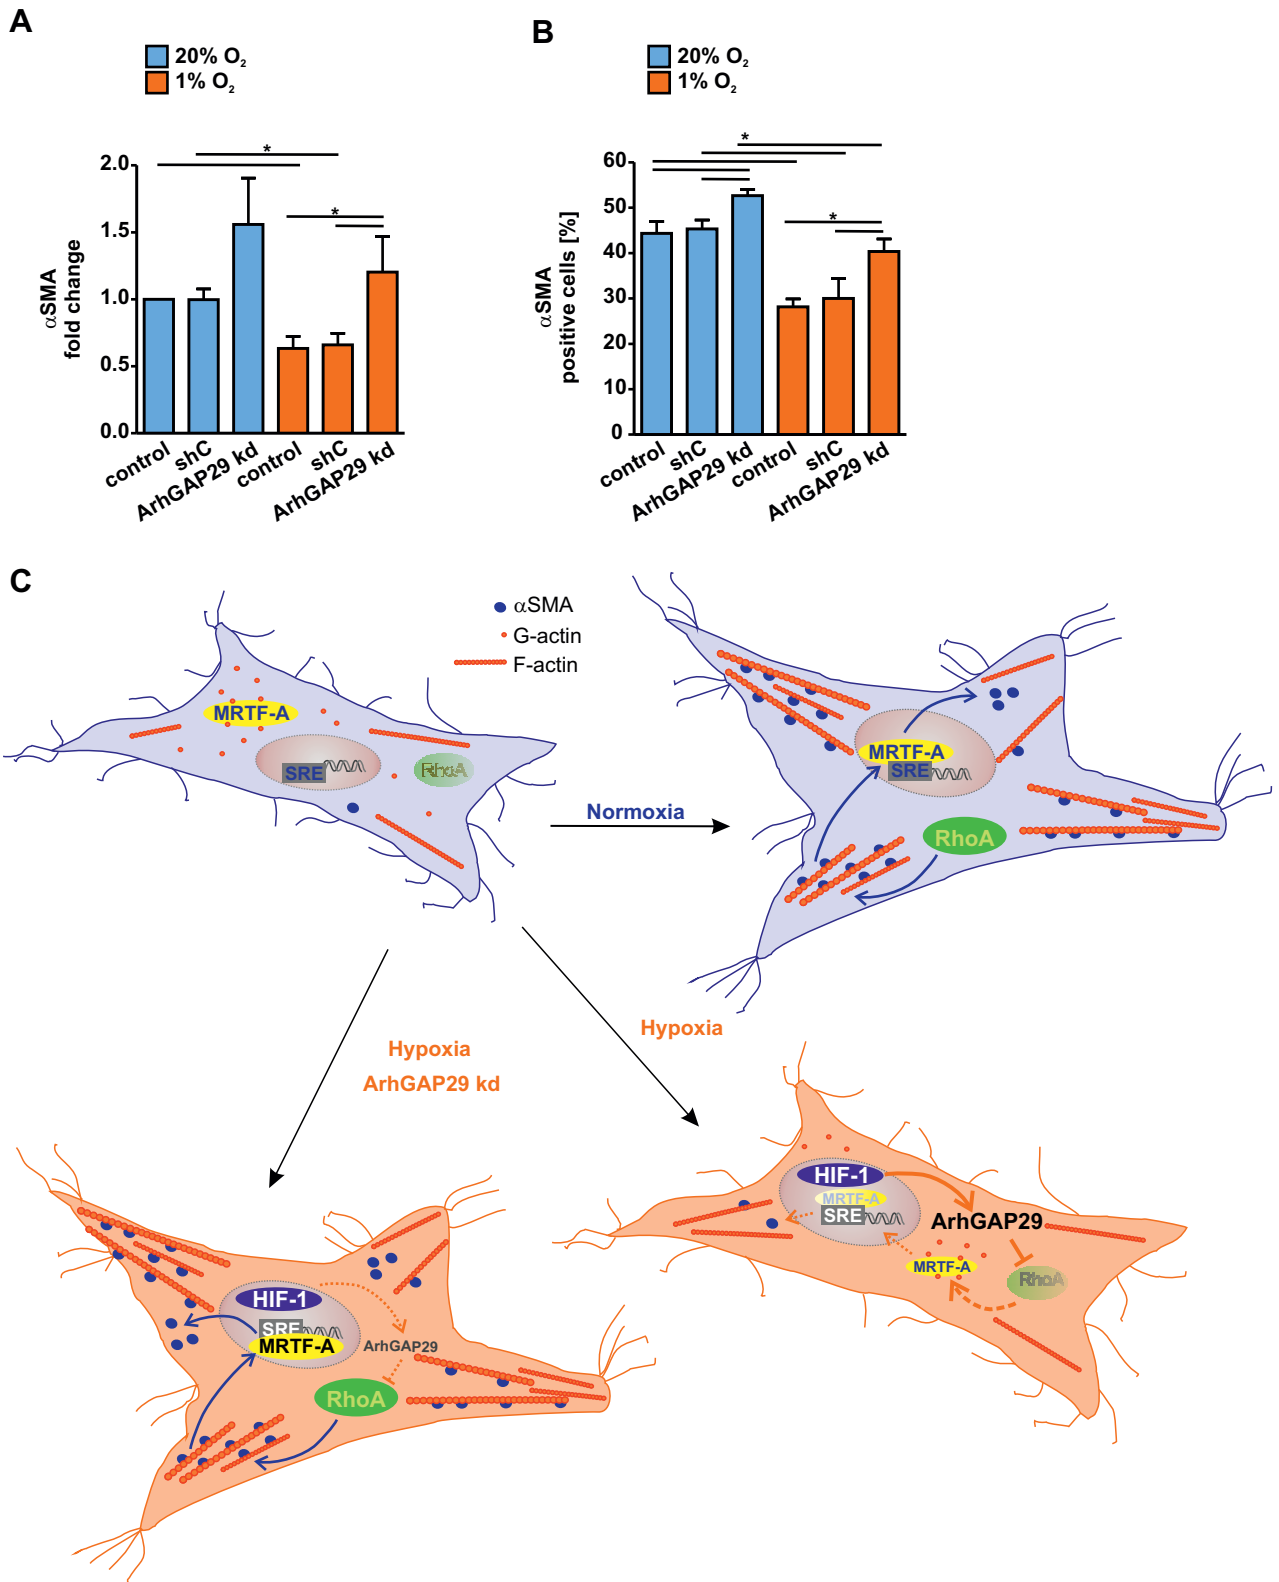 A
20% O₂
1% O₂
αSMA
fold change
2.0
1.5
1.0
0.5
0.0
*
*
control
shC
ArhGAP29 kd
control
shC
ArhGAP29 kd
B
20% O₂
1% O₂
αSMA
positive cells [%]
60
50
40
30
20
10
0
*
*
control
shC
ArhGAP29 kd
control
shC
ArhGAP29 kd
C
αSMA
G-actin
F-actin
MRTF-A
SRE
RhoA
Normoxia
MRTF-A
SRE
RhoA
Hypoxia
ArhGAP29 kd
Hypoxia
HIF-1
MRTF-A
SRE
ArhGAP29
MRTF-A
RhoA
HIF-1
SRE
MRTF-A
ArhGAP29
RhoA